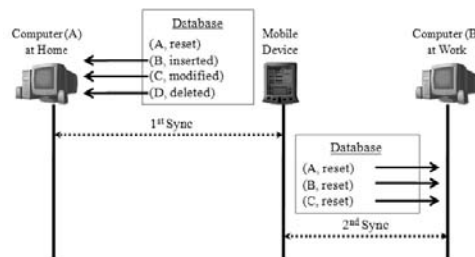 Computer (A)
at Home
Database
(A, reset)
(B, inserted)
(C, modified)
(D, deleted)
Mobile
Device
Computer (B)
at Work
1st Sync
Database
(A, reset)
(B, reset)
(C, reset)
2nd Sync